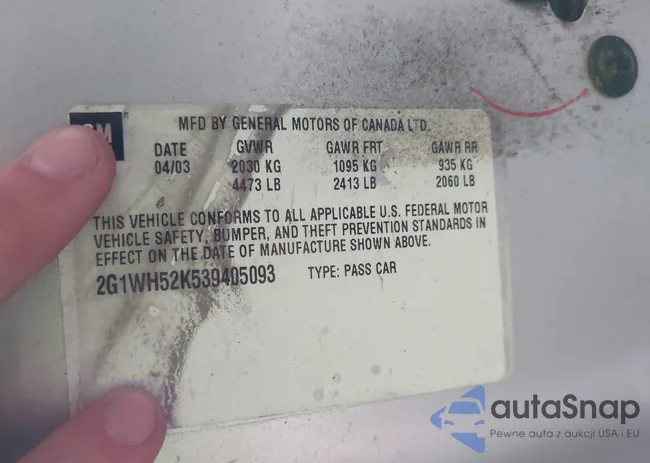 GM
MFD BY GENERAL MOTORS OF CANADA LTD.
DATE GVWR GAWR FRT GAWR RR
04/03 2030 KG 1095 KG 935 KG
4473 LB 2413 LB 2060 LB
THIS VEHICLE CONFORMS TO ALL APPLICABLE U.S. FEDERAL MOTOR
VEHICLE SAFETY, BUMPER, AND THEFT PREVENTION STANDARDS IN
EFFECT ON THE DATE OF MANUFACTURE SHOWN ABOVE.
2G1WH52K539405093 TYPE: PASS CAR
autaSnap
Pewne auta z aukcji USA i EU